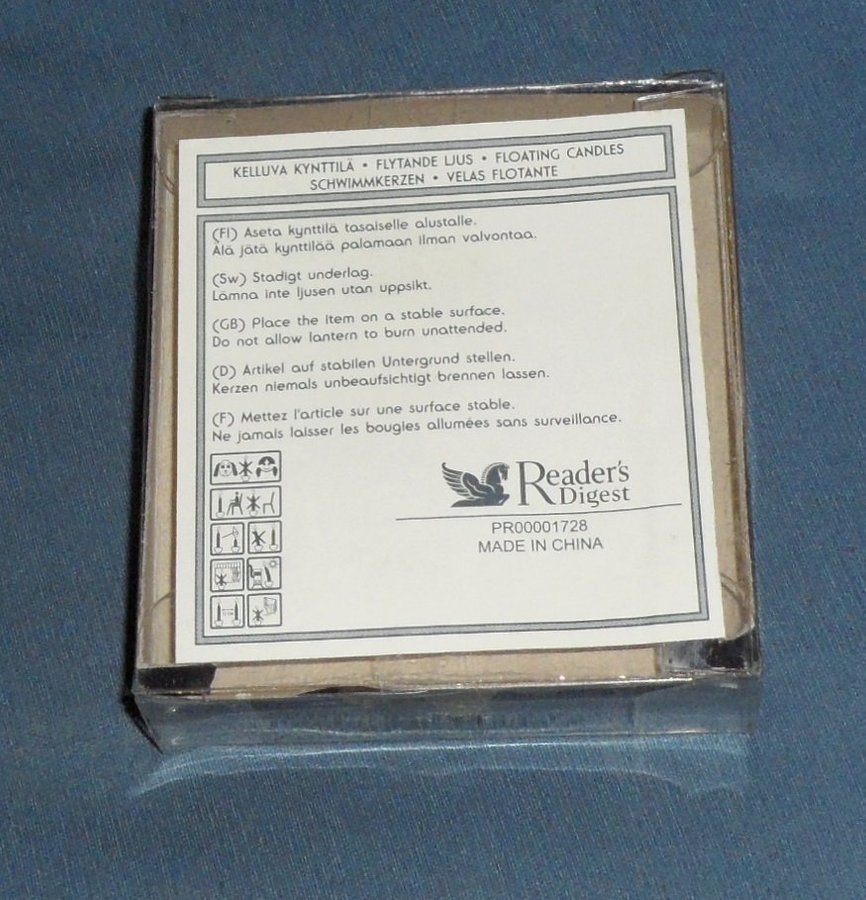 KELLUVA KYNTTILÄ • FLYTANDE LJUS • FLOATING CANDLES
SCHWIMMKERZEN • VELAS FLOTANTE
(FI) Aseta kynttilä tasaiselle alustalle.
Älä jätä kynttilää palamaan ilman valvontaa.
(Sw) Stadigt underlag.
Lämna inte ljusen utan uppsikt.
(GB) Place the item on a stable surface.
Do not allow lantern to burn unattended.
(D) Artikel auf stabilen Untergrund stellen.
Kerzen niemals unbeaufsichtigt brennen lassen.
(F) Mettez l'article sur une surface stable.
Ne jamais laisser les bougies allumées sans surveillance.
Reader's
Digest
PR00001728
MADE IN CHINA